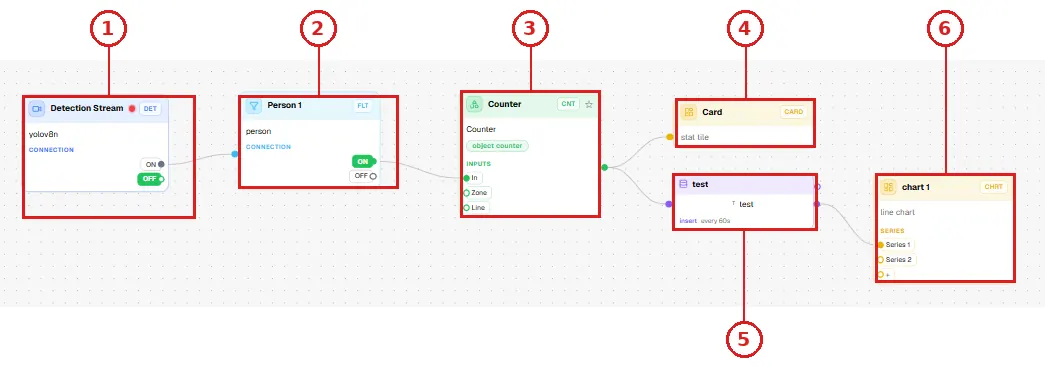 1
2
3
4
6
Detection Stream DET
yolov8n
CONNECTION
ON
OFF
Person 1 FLT
person
CONNECTION
ON
OFF
Counter CNT ☆
Counter
object counter
INPUTS
In
Zone
Line
Card CARD
stat tile
test
T test
insert every 60s
chart 1 CHRT
line chart
SERIES
Series 1
Series 2
+
5